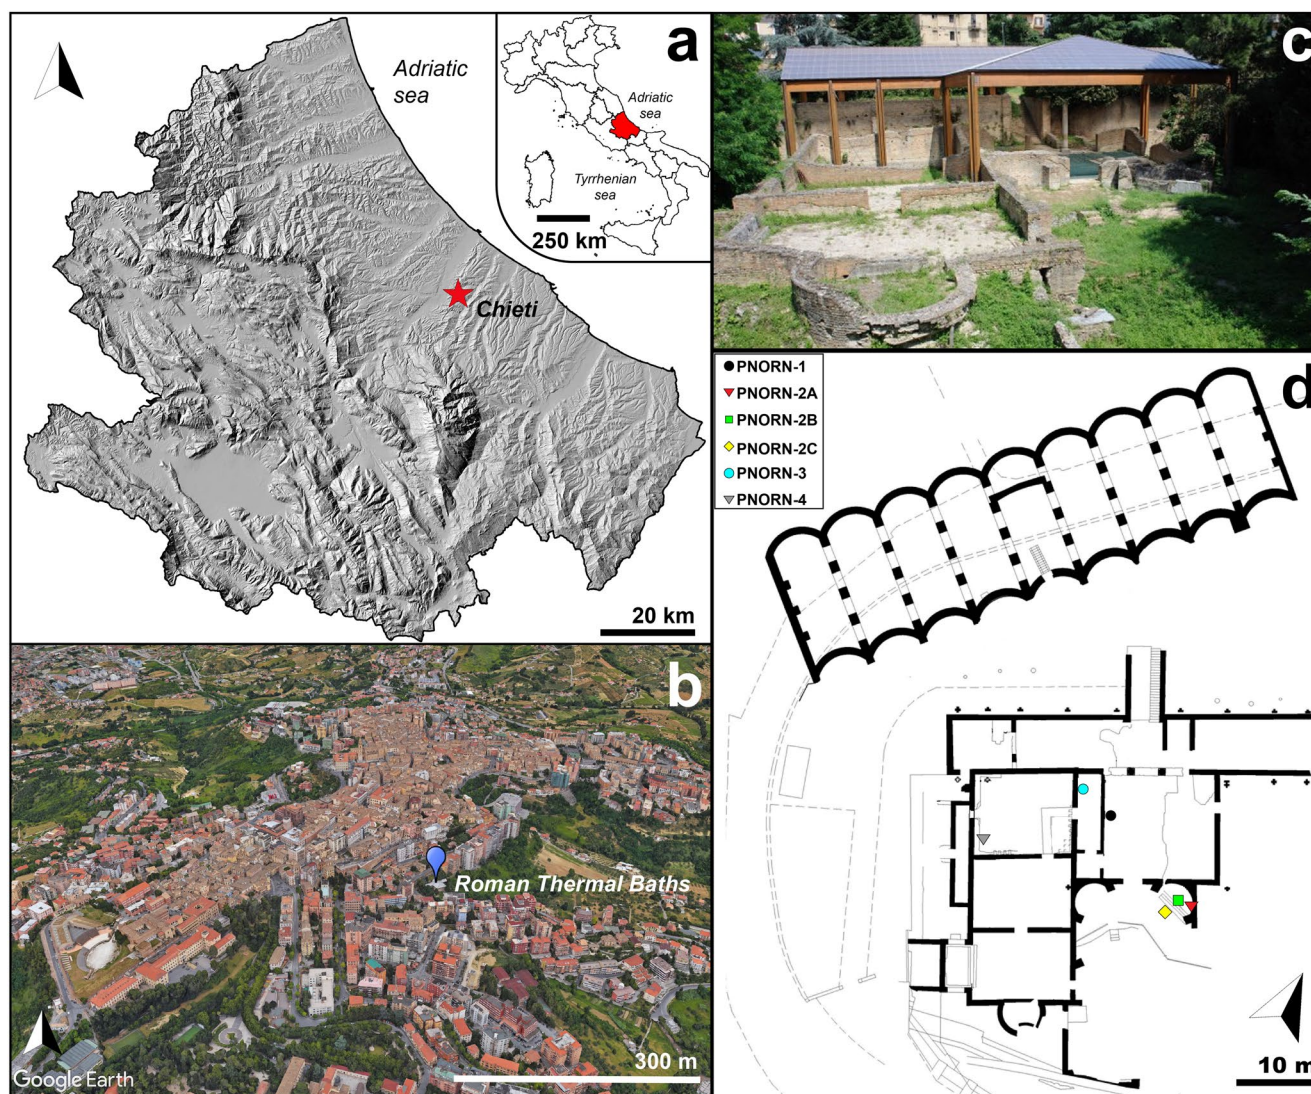 a
Adriatic
sea
Adriatic
sea
Tyrrhenian
sea
250 km
Chieti
20 km
b
Roman Thermal Baths
300 m
Google Earth
c
d
PNORN-1
PNORN-2A
PNORN-2B
PNORN-2C
PNORN-3
PNORN-4
10 m